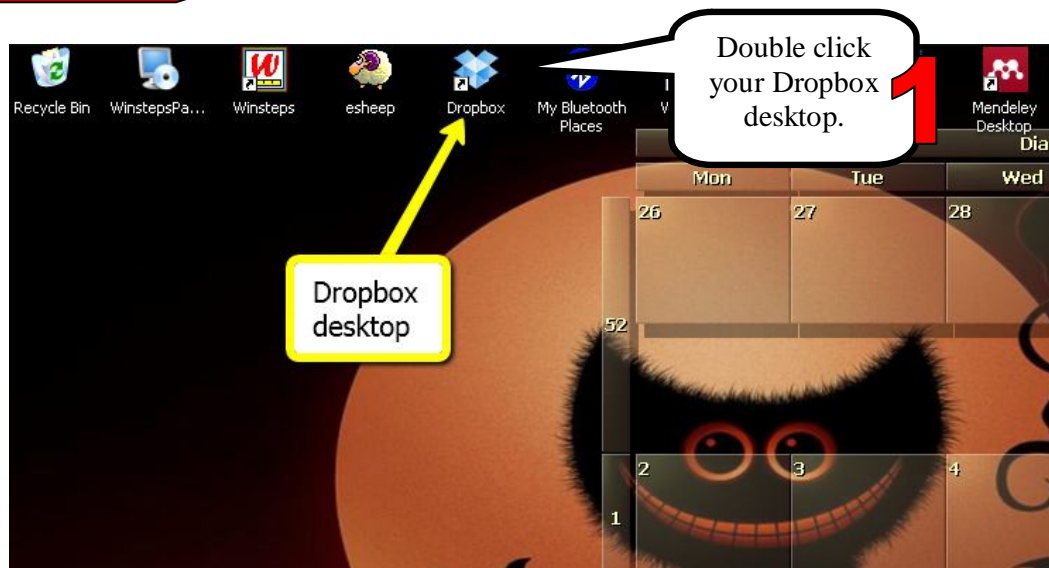 Double click
your Dropbox
desktop.
1
Recycle Bin
WinstepsPa...
Winsteps
esheep
Dropbox
My Bluetooth
Places
Mendeley
Desktop
Dia
Mon
Tue
Wed
26
27
28
Dropbox
desktop
52
2
3
4
1